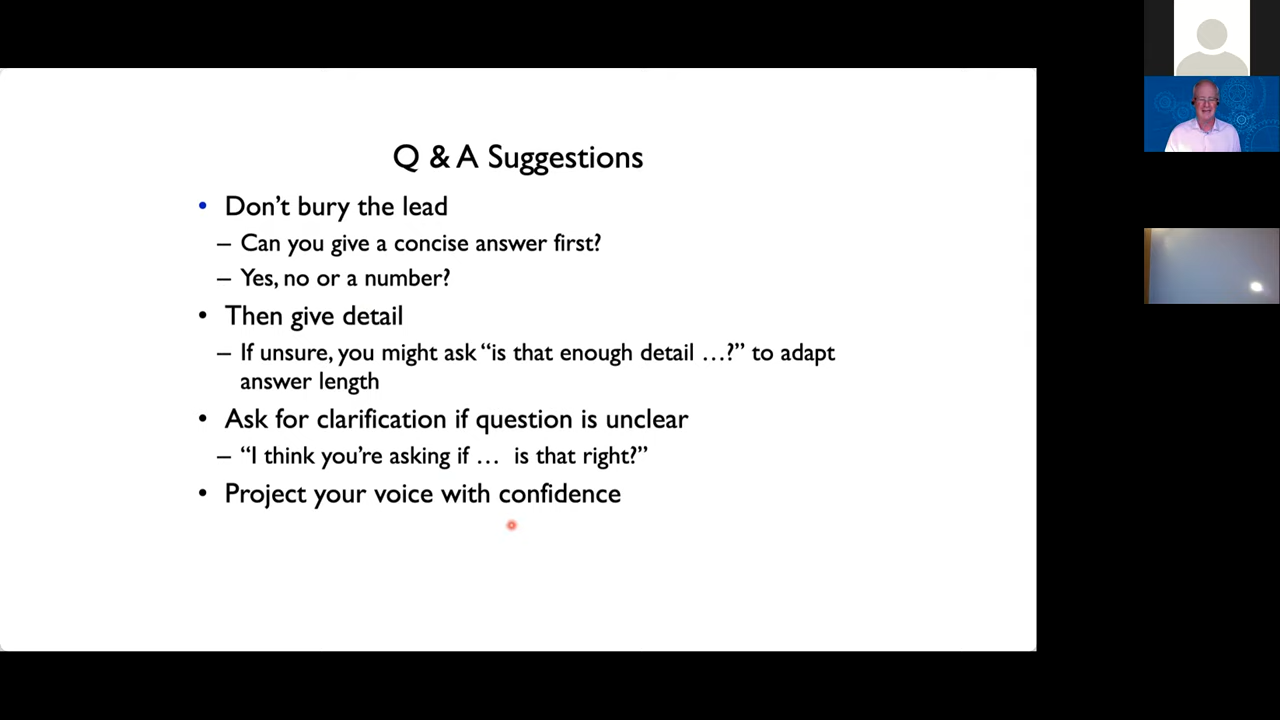 Q & A Suggestions
• Don’t bury the lead
– Can you give a concise answer first?
– Yes, no or a number?
• Then give detail
– If unsure, you might ask “is that enough detail …?” to adapt
answer length
• Ask for clarification if question is unclear
– “I think you’re asking if … is that right?”
• Project your voice with confidence